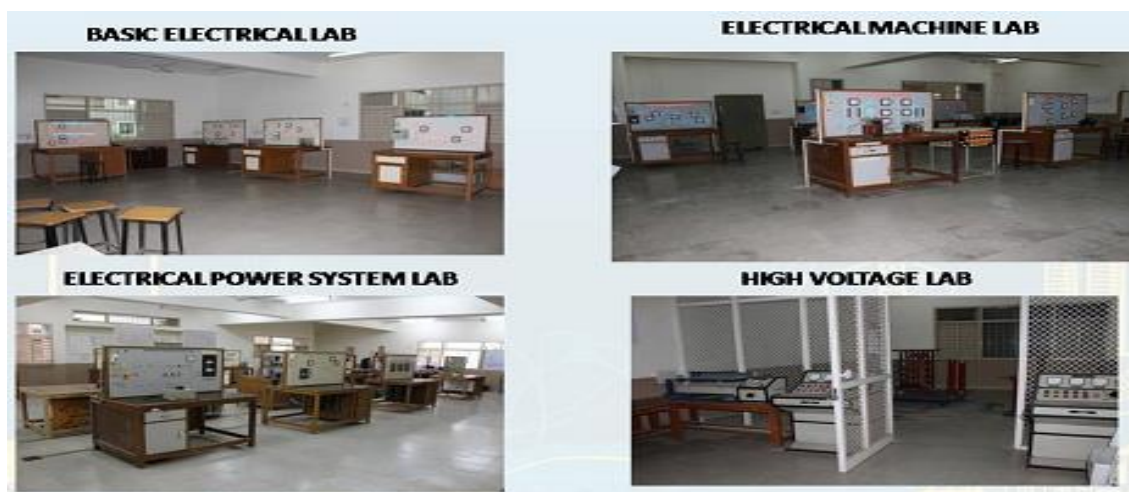 BASIC ELECTRICAL LAB
ELECTRICAL MACHINE LAB
ELECTRICAL POWER SYSTEM LAB
HIGH VOLTAGE LAB